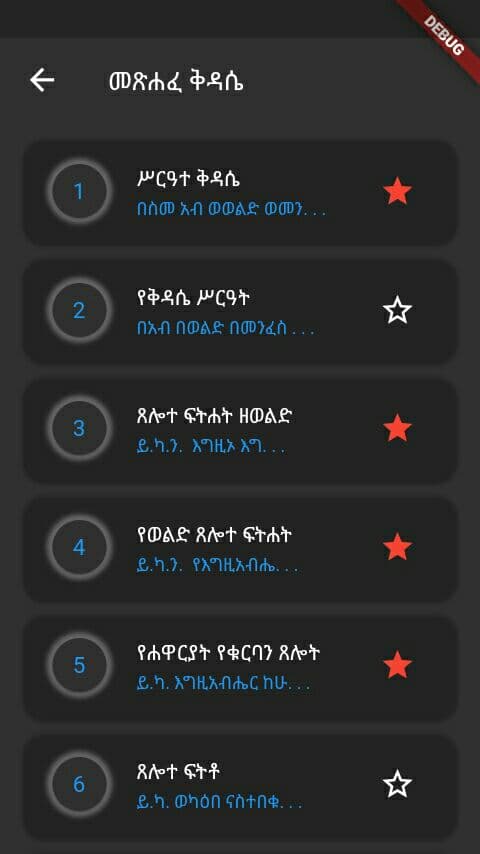 DEBUG
መጽሐፈ ቅዳሴ
1
ሥርዓተ ቅዳሴ
በስመ አብ ወወልድ ወመን. . .
2
የቅዳሴ ሥርዓት
በአብ በወልድ በመንፈስ . . .
3
ጸሎተ ፍትሐት ዘወልድ
ይ.ካ.ን. እግዚኦ እግ. . .
4
የወልድ ጸሎተ ፍትሐት
ይ.ካ.ን. የእግዚአብሔ. . .
5
የሐዋርያት የቁርባን ጸሎት
ይ.ካ. እግዚአብሔር ከሁ. . .
6
ጸሎተ ፍትቶ
ይ.ካ. ወካዕበ ናስተበቁ. . .